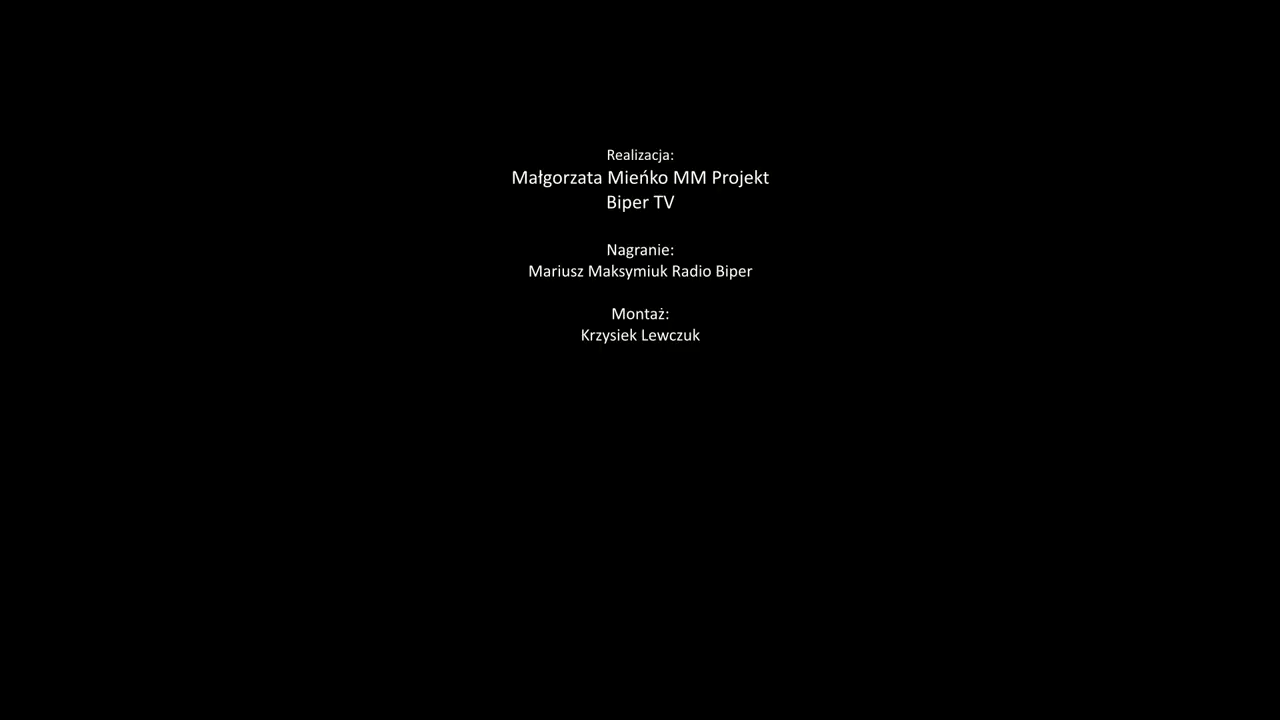 Realizacja:
Małgorzata Mieńko MM Projekt
Biper TV
Nagranie:
Mariusz Maksymiuk Radio Biper
Montaż:
Krzysiek Lewczuk